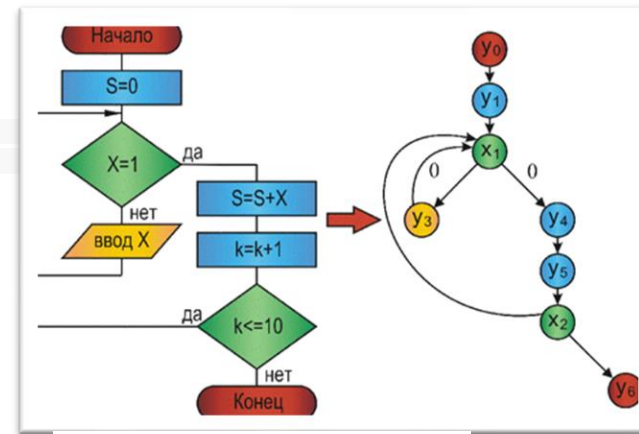 Начало
S=0
X=1
да
нет
ввод X
S=S+X
k=k+1
да
k<=10
нет
Конец
y0
y1
x1
0
0
y3
y4
y5
x2
y6